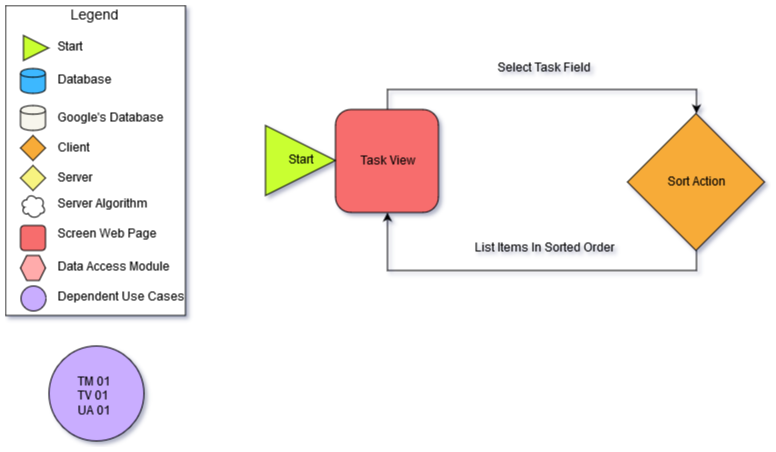 Legend
Start
Database
Google's Database
Client
Server
Server Algorithm
Screen Web Page
Data Access Module
Dependent Use Cases
Select Task Field
Start
Task View
Sort Action
List Items In Sorted Order
TM 01
TV 01
UA 01